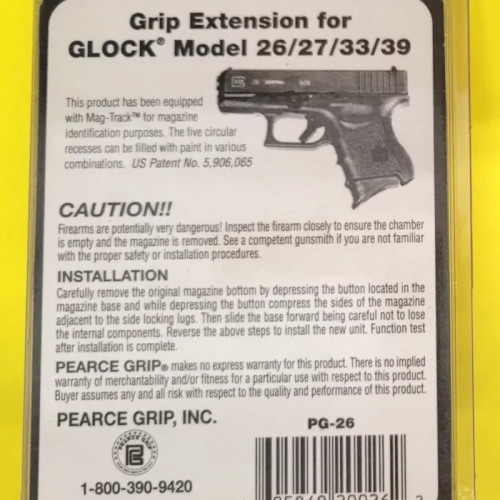 Grip Extension for
GLOCK® Model 26/27/33/39
This product has been equipped
with Mag-Track™ for magazine
identification purposes. The five circular
recesses can be filled with paint in various
combinations. US Patent No. 5,906,065
CAUTION!!
Firearms are potentially very dangerous! Inspect the firearm closely to ensure the chamber
is empty and the magazine is removed. See a competent gunsmith if you are not familiar
with the proper safety or installation procedures.
INSTALLATION
Carefully remove the original magazine bottom by depressing the button located in the
magazine base and while depressing the button compress the sides of the magazine
adjacent to the side locking lugs. Then slide the base forward being careful not to lose
the internal components. Reverse the above steps to install the new unit. Function test
after installation is complete.
PEARCE GRIP® makes no express warranty for this product. There is no implied
warranty of merchantability and/or fitness for a particular use with respect to this product.
Buyer assumes any and all risk with respect to the quality and performance of this product.
PEARCE GRIP, INC.
PG-26
PEARCE GRIP
1-800-390-9420